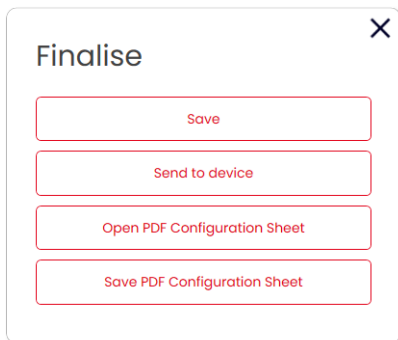 Finalise
Save
Send to device
Open PDF Configuration Sheet
Save PDF Configuration Sheet